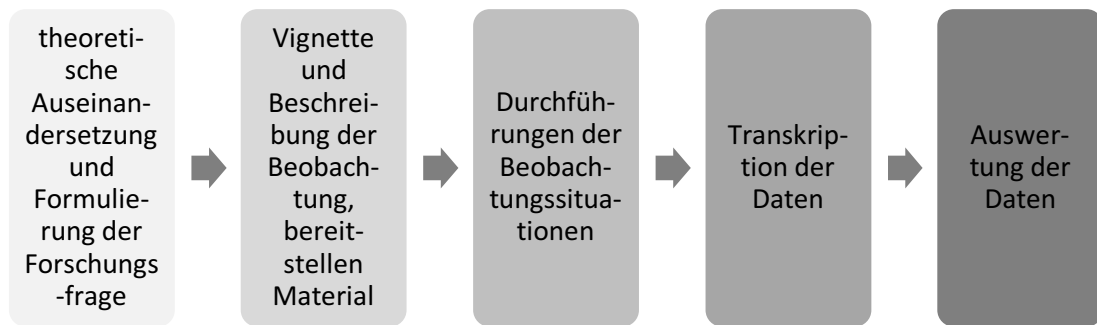 theoreti-
sche
Auseinan-
dersetzung
und
Formulie-
rung der
Forschungs
-frage
Vignette
und
Beschrei-
bung der
Beobach-
tung,
bereit-
stellen
Material
Durchfüh-
rungen der
Beobach-
tungssitua-
tionen
Transkrip-
tion der
Daten
Auswer-
tung der
Daten